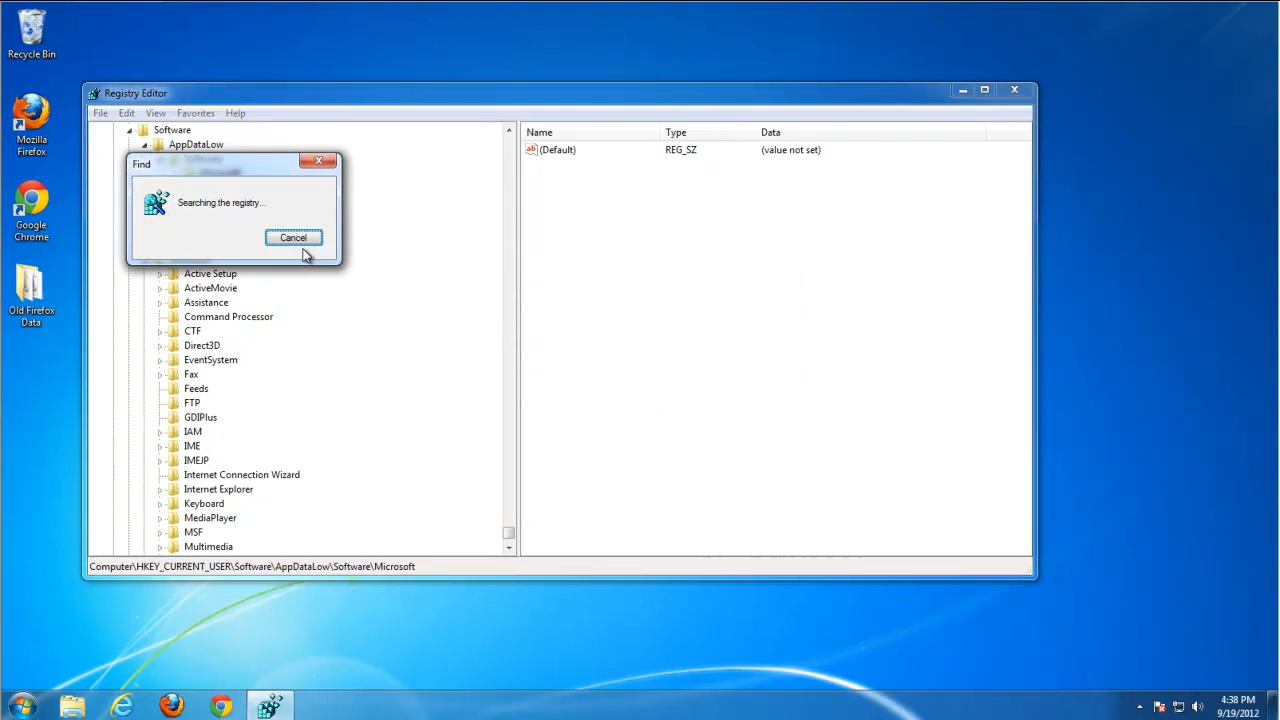 Recycle Bin
Mozilla
Firefox
Google
Chrome
Old Firefox
Data
Registry Editor
File Edit View Favorites Help
Software
AppDataLow
Find
Searching the registry...
Cancel
Active Setup
ActiveMovie
Assistance
Command Processor
CTF
Direct3D
EventSystem
Fax
Feeds
FTP
GDIPlus
IAM
IME
IMEJP
Internet Connection Wizard
Internet Explorer
Keyboard
MediaPlayer
MSF
Multimedia
Name Type Data
(Default) REG_SZ (value not set)
Computer\HKEY_CURRENT_USER\Software\AppDataLow\Software\Microsoft
4:38 PM
9/19/2012